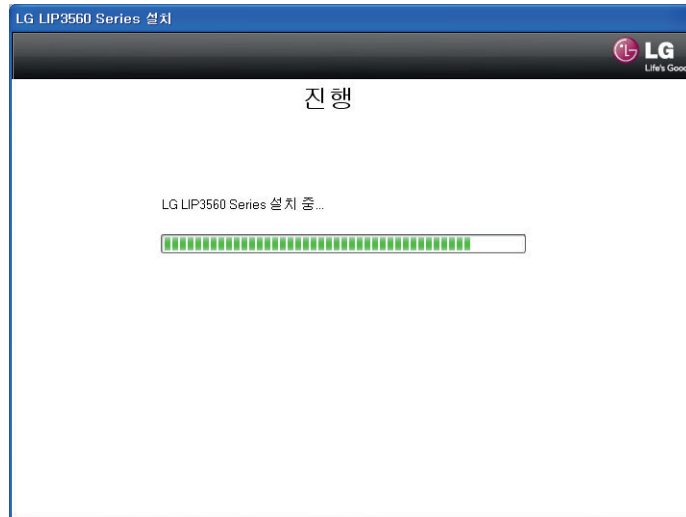 LG LIP3560 Series 설치
LG
Life's Good
진행
LG LIP3560 Series 설치 중...